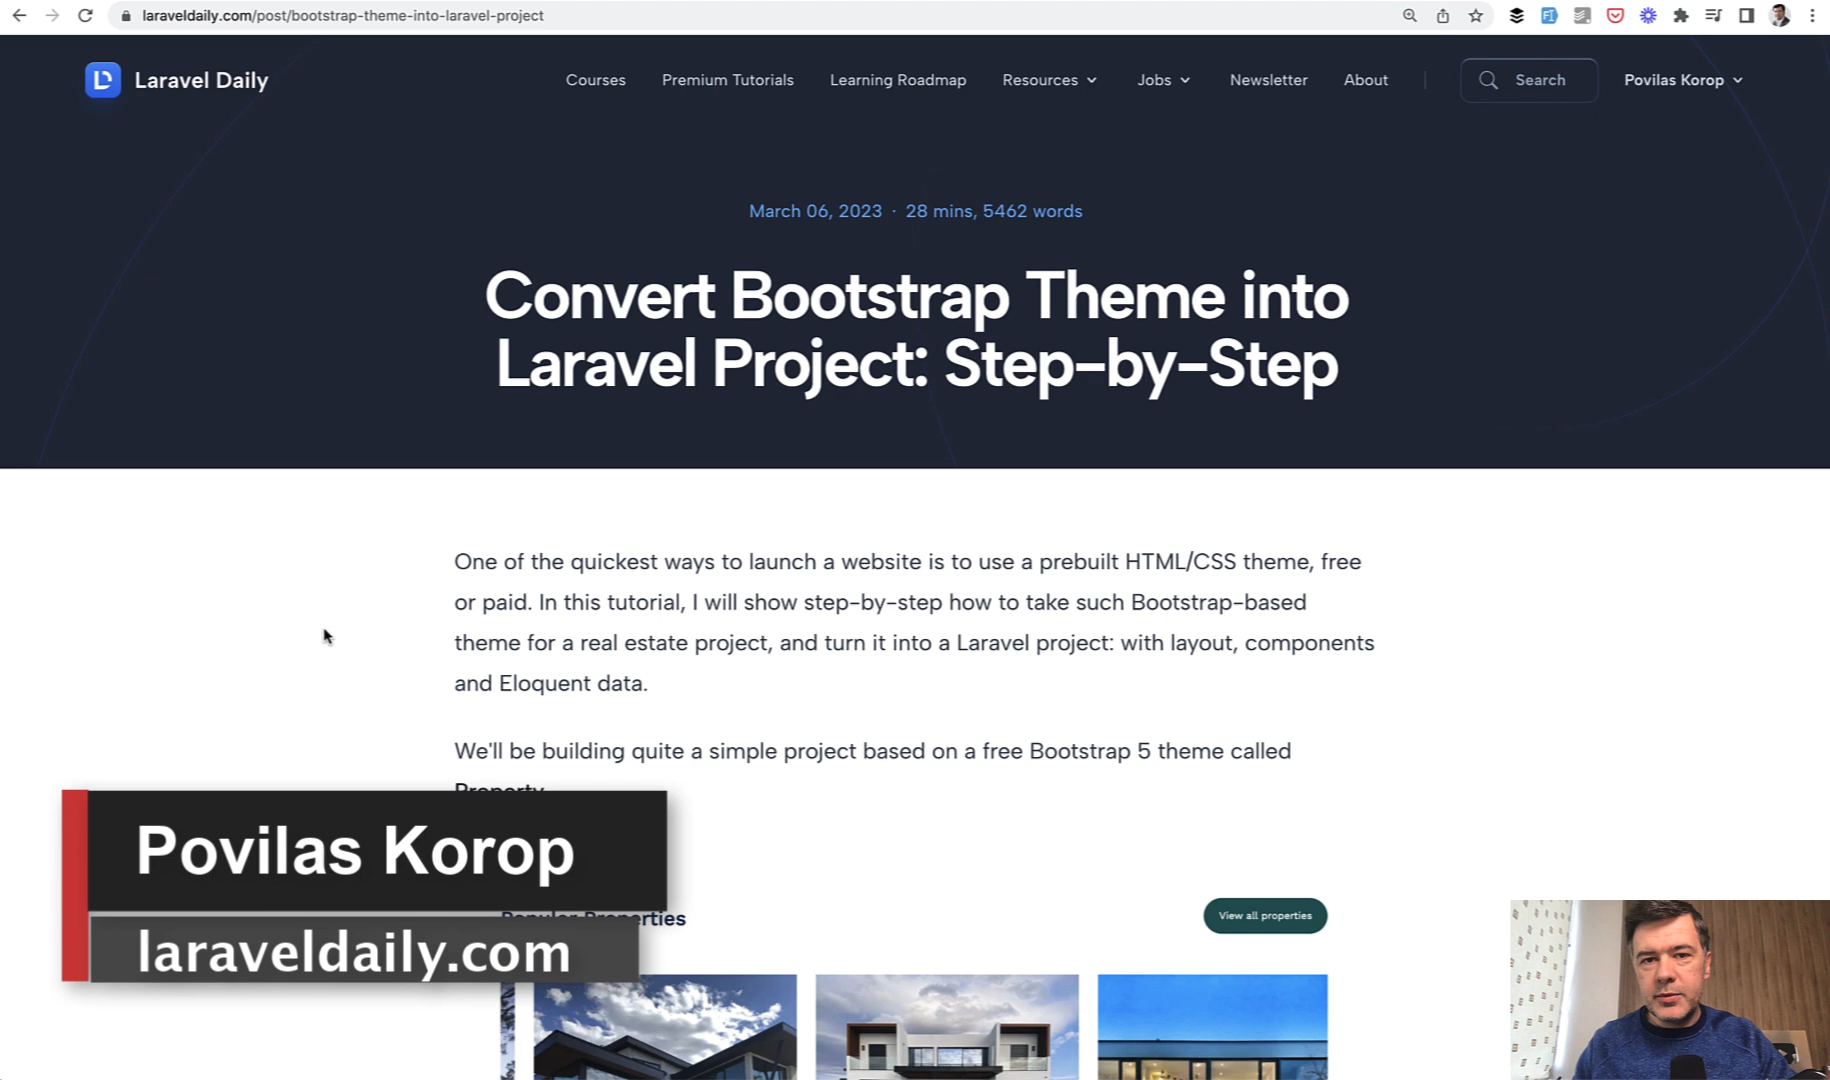 laraveldaily.com/post/bootstrap-theme-into-laravel-project
Laravel Daily
Courses
Premium Tutorials
Learning Roadmap
Resources
Jobs
Newsletter
About
Search
Povilas Korop
March 06, 2023 · 28 mins, 5462 words
Convert Bootstrap Theme into
Laravel Project: Step-by-Step
One of the quickest ways to launch a website is to use a prebuilt HTML/CSS theme, free
or paid. In this tutorial, I will show step-by-step how to take such Bootstrap-based
theme for a real estate project, and turn it into a Laravel project: with layout, components
and Eloquent data.
We'll be building quite a simple project based on a free Bootstrap 5 theme called
Property
Povilas Korop
laraveldaily.com
Popular Properties
View all properties